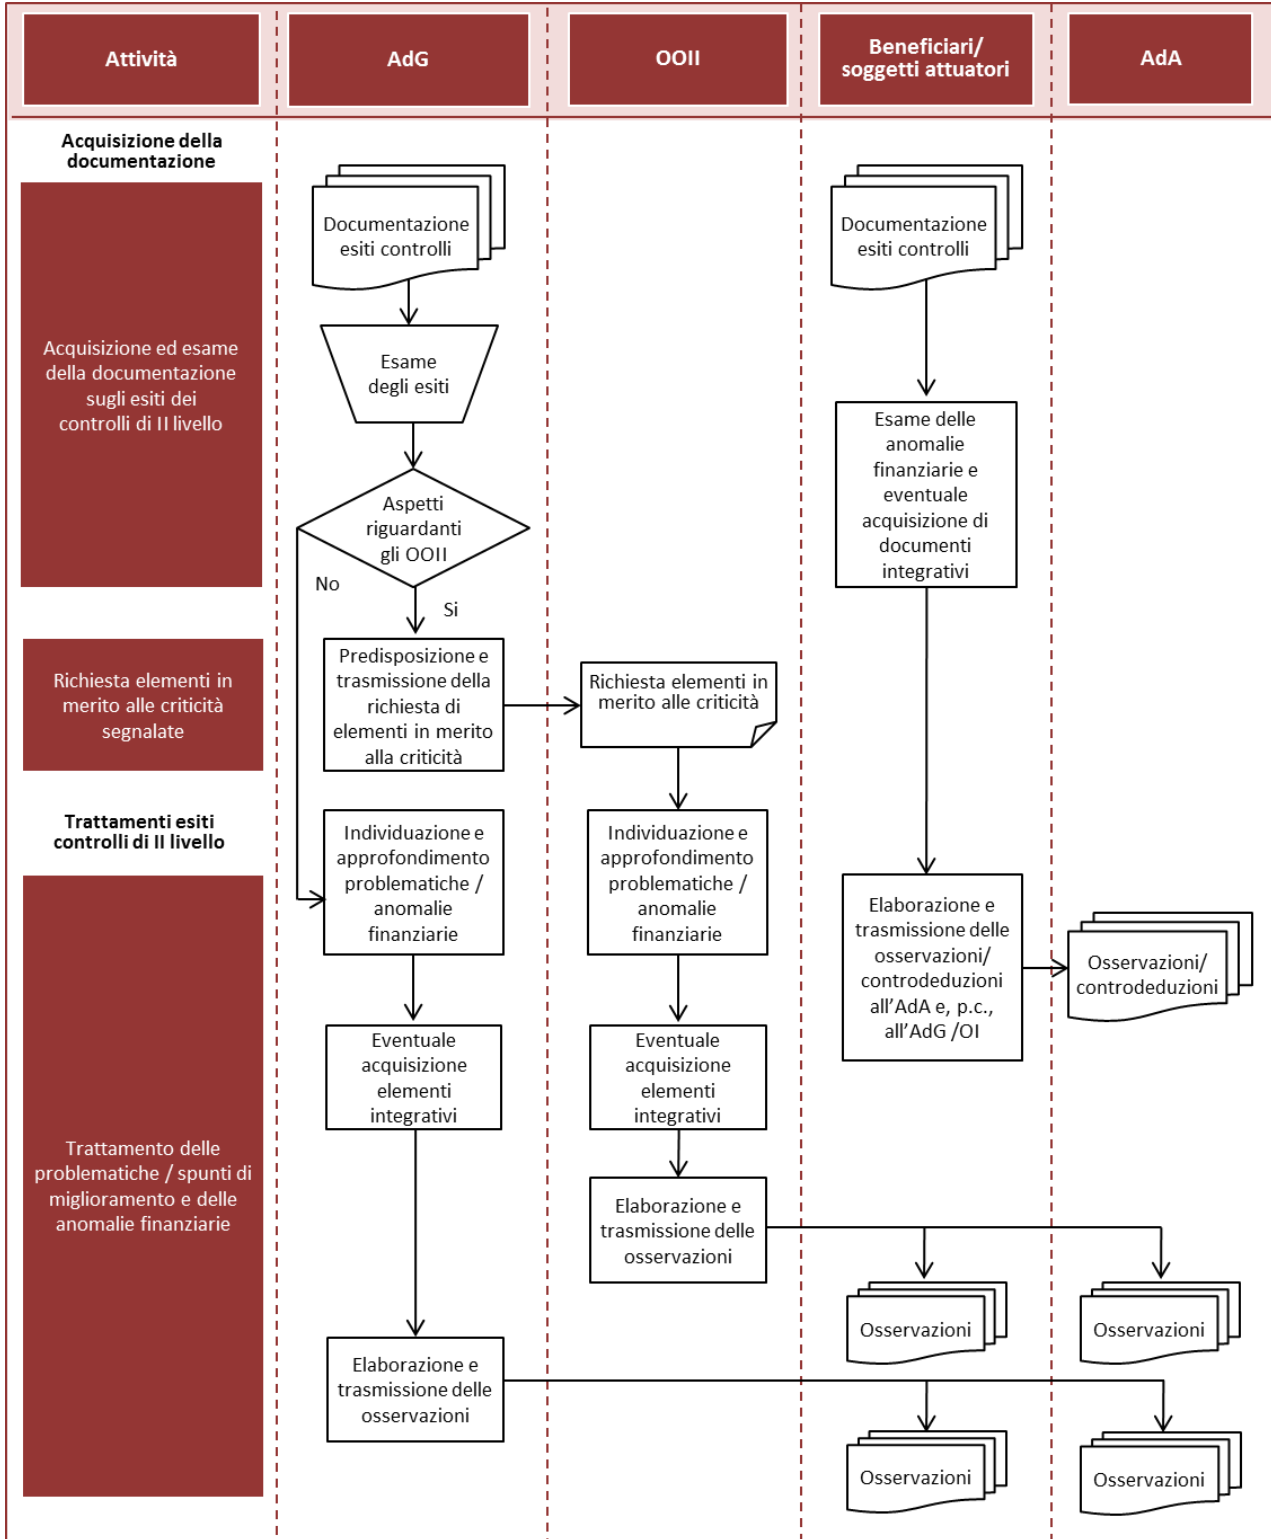 Attività
AdG
OOII
Beneficiari/
soggetti attuatori
AdA
Acquisizione della
documentazione
Acquisizione ed esame
della documentazione
sugli esiti dei
controlli di II livello
Documentazione
esiti controlli
Esame
degli esiti
Aspetti
riguardanti
gli OOII
No
Si
Documentazione
esiti controlli
Esame delle
anomalie
finanziarie e
eventuale
acquisizione di
documenti
integrativi
Richiesta elementi in
merito alle criticità
segnalate
Predisposizione e
trasmissione della
richiesta di
elementi in merito
alla criticità
Richiesta elementi in
merito alle criticità
Trattamenti esiti
controlli di II livello
Trattamento delle
problematiche / spunti di
miglioramento e delle
anomalie finanziarie
Individuazione e
approfondimento
problematiche /
anomalie
finanziarie
Individuazione e
approfondimento
problematiche /
anomalie
finanziarie
Elaborazione e
trasmissione delle
osservazioni/
controdeduzioni
all'AdA e, p.c.,
all'AdG /OI
Osservazioni/
controdeduzioni
Eventuale
acquisizione
elementi
integrativi
Eventuale
acquisizione
elementi
integrativi
Elaborazione e
trasmissione delle
osservazioni
Osservazioni
Osservazioni
Elaborazione e
trasmissione delle
osservazioni
Osservazioni
Osservazioni